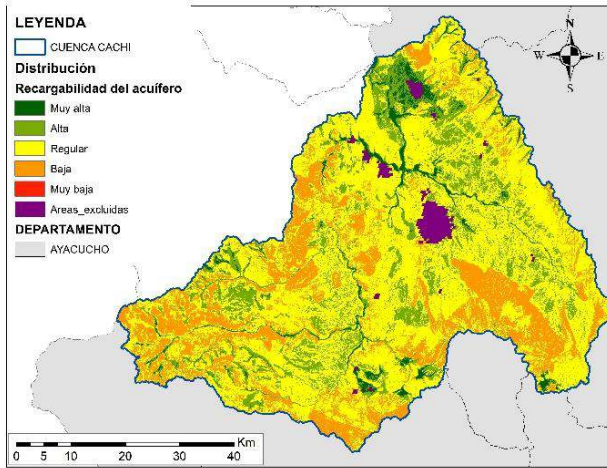 LEYENDA
CUENCA CACHI
Distribución
Recargabilidad del acuífero
Muy alta
Alta
Regular
Baja
Muy baja
Areas_excluidas
DEPARTAMENTO
AYACUCHO
N
W
E
S
Km
0 5 10 20 30 40